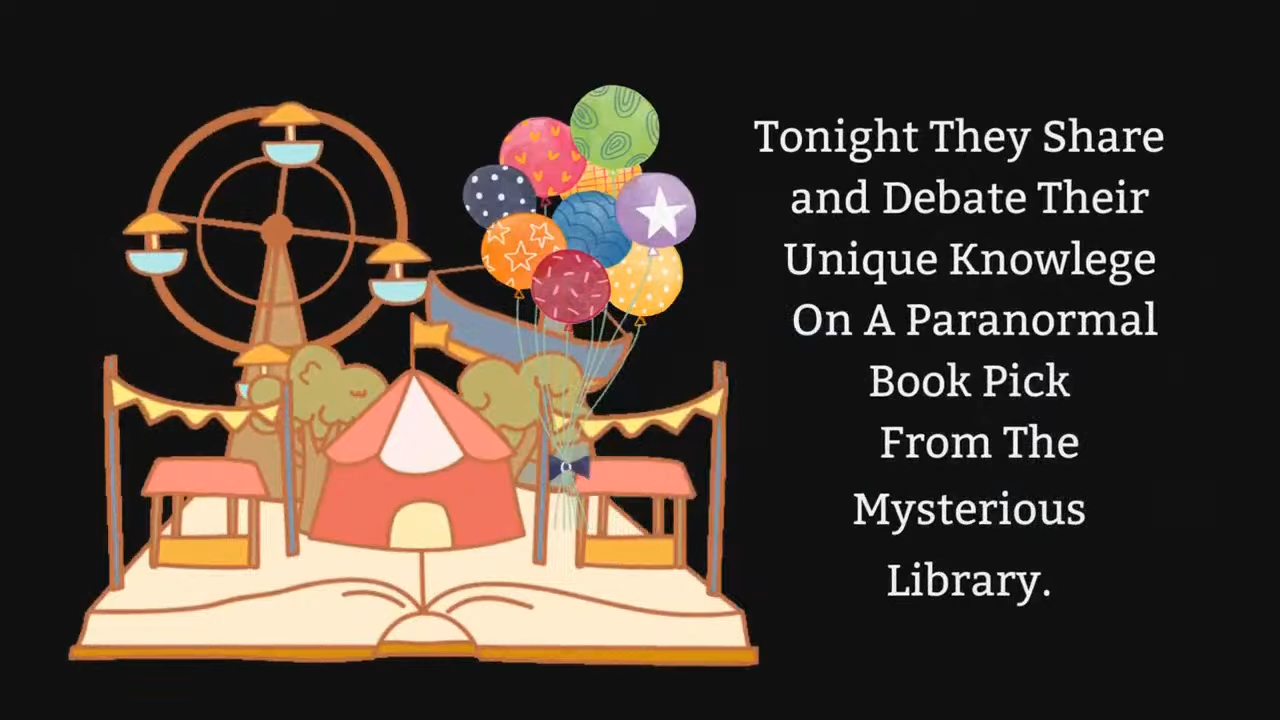 Tonight They Share
and Debate Their
Unique Knowlege
On A Paranormal
Book Pick
From The
Mysterious
Library.